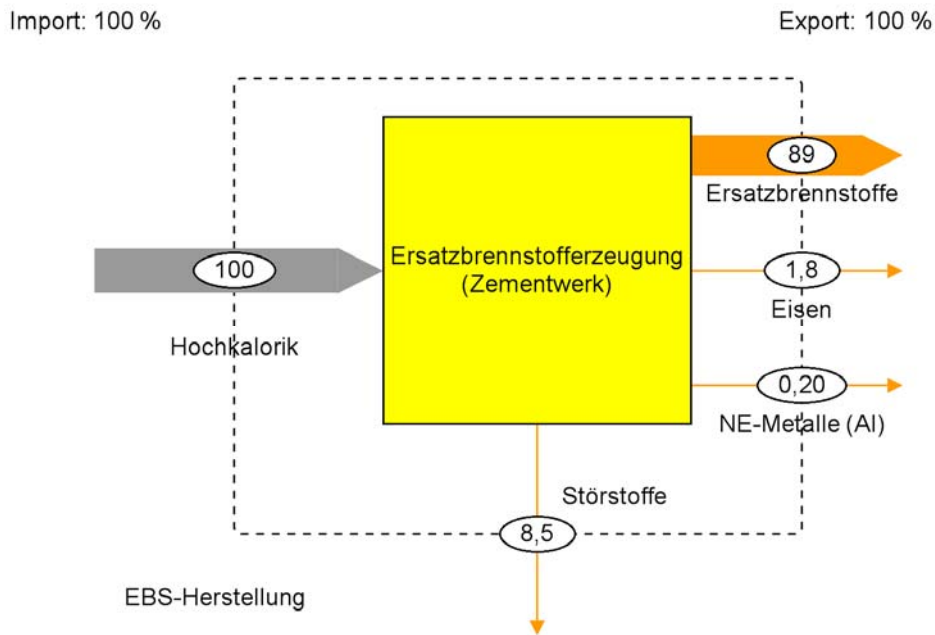 Import: 100 %
Export: 100 %
89
Ersatzbrennstoffe
Ersatzbrennstofferzeugung
(Zementwerk)
100
1,8
Eisen
Hochkalorik
0,20
NE-Metalle (Al)
Störstoffe
8,5
EBS-Herstellung